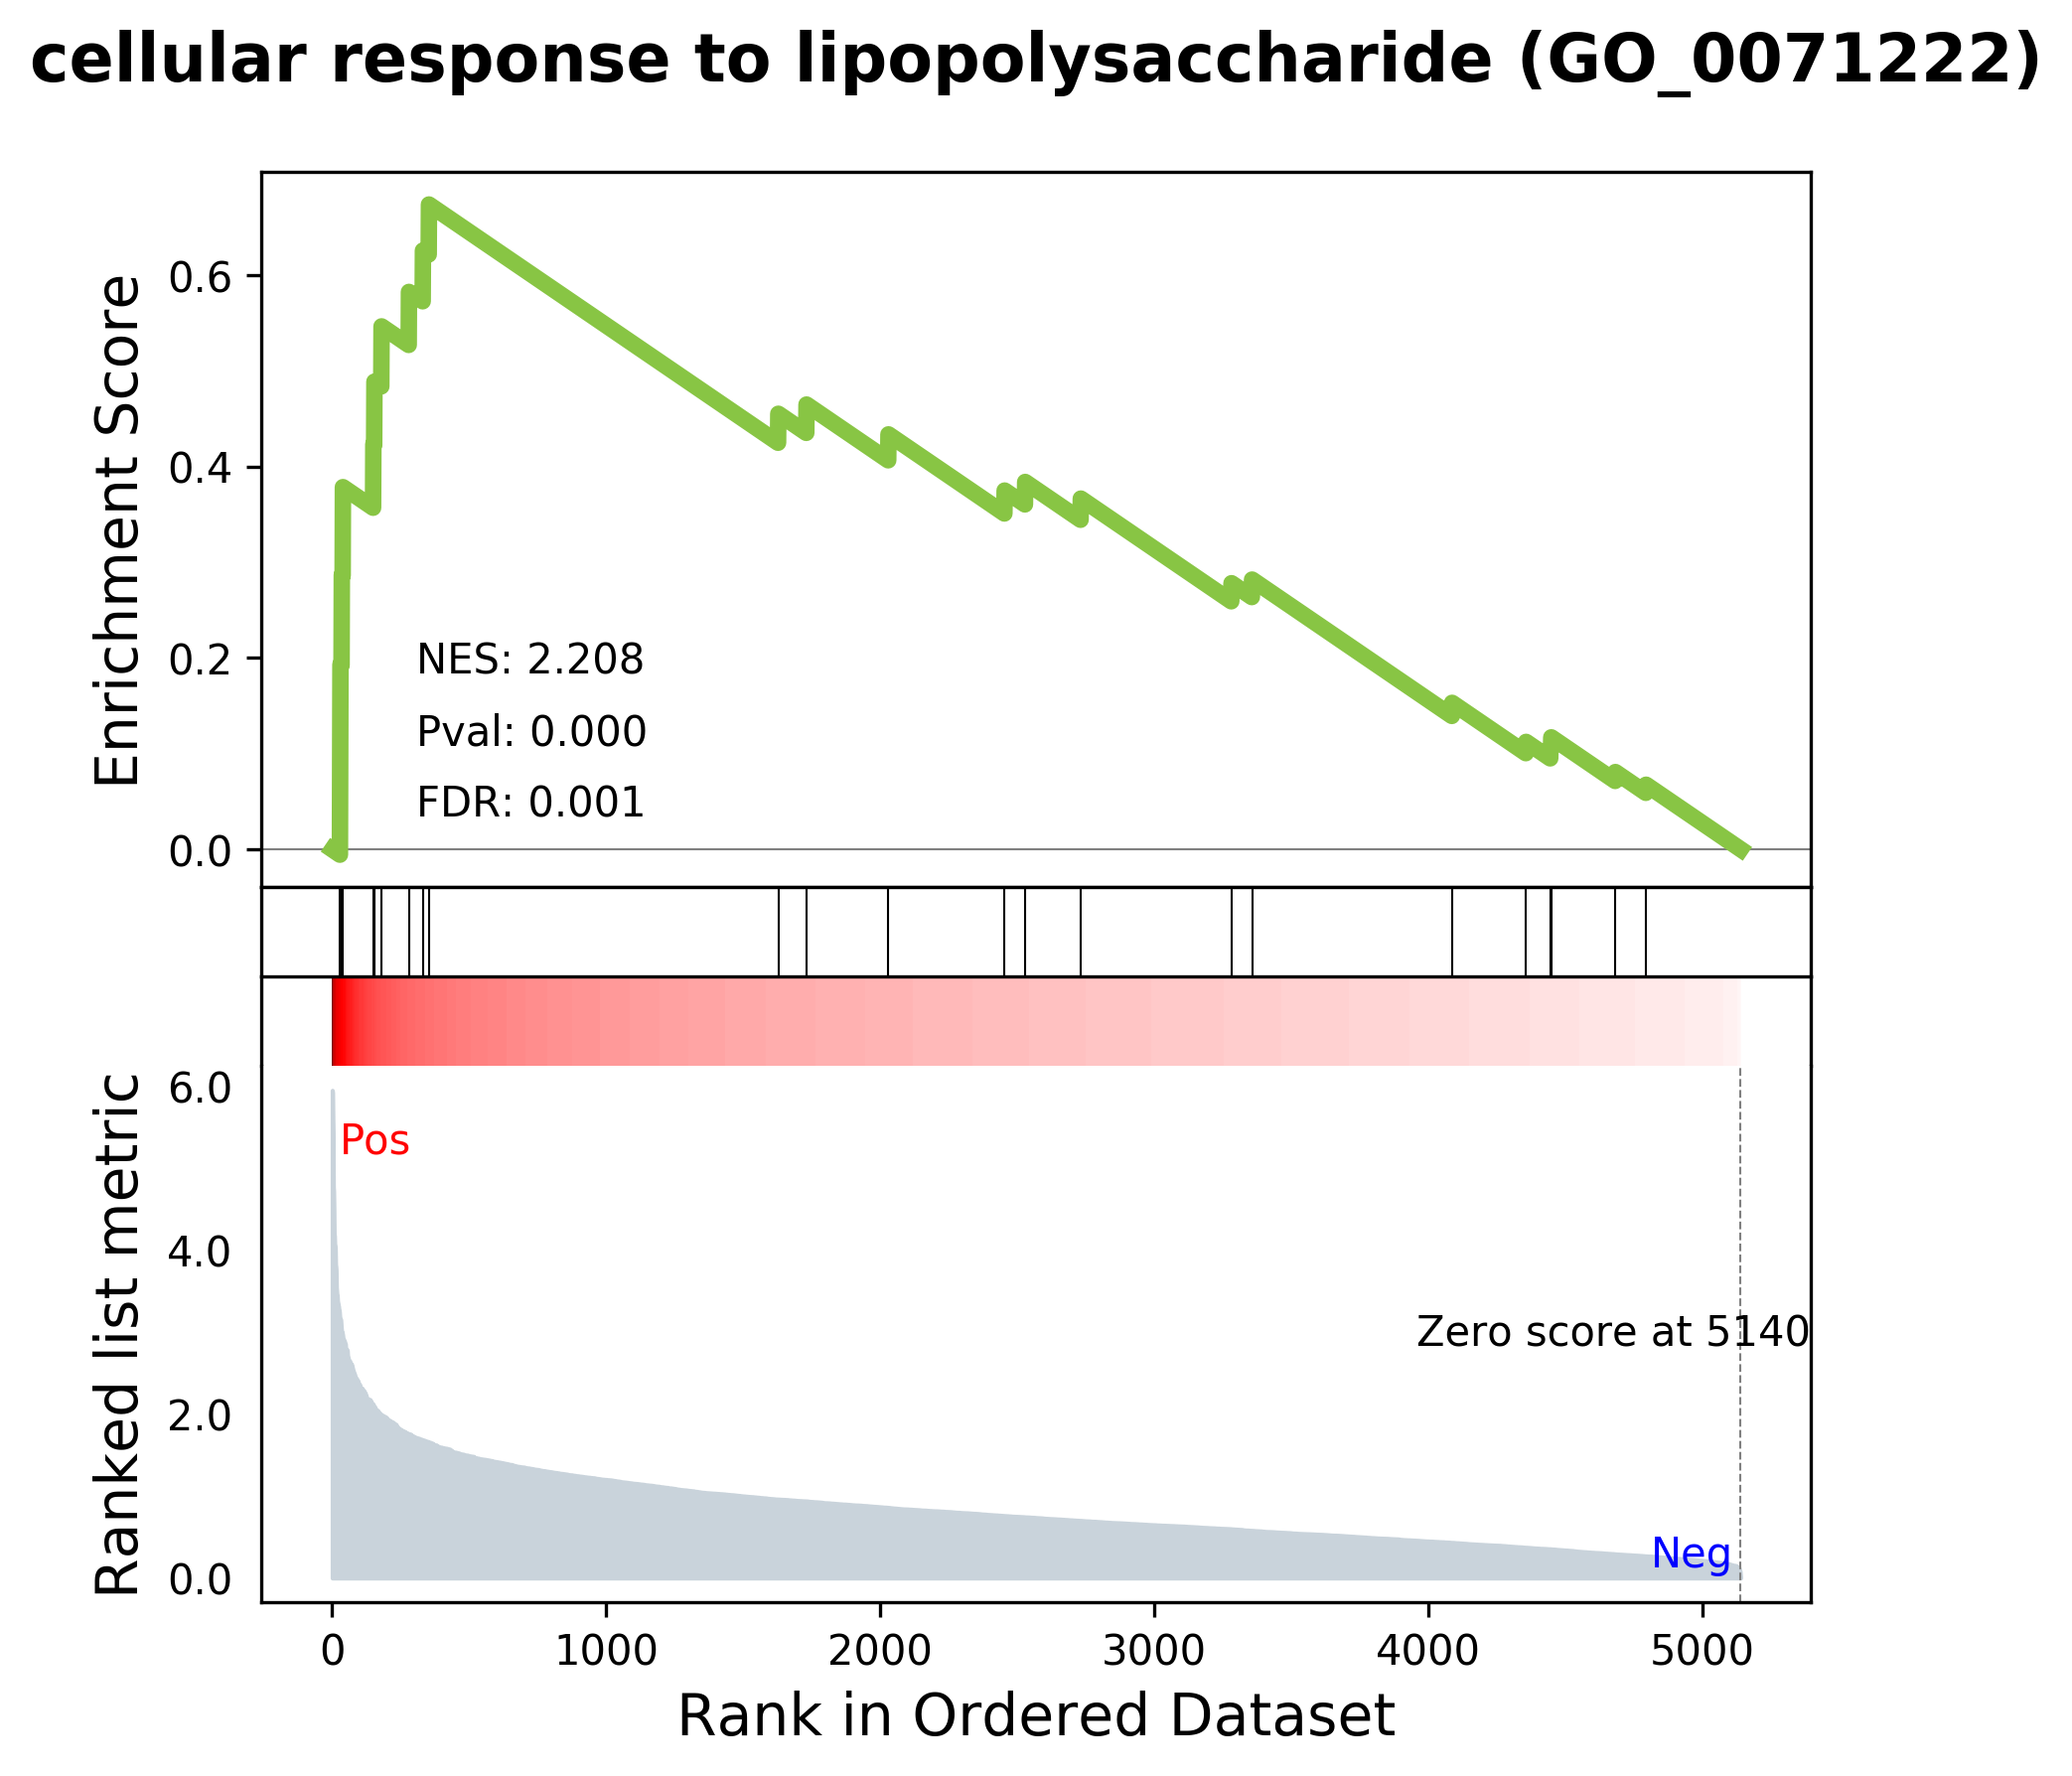 cellular response to lipopolysaccharide (GO_0071222)
Enrichment Score
0.6
0.4
0.2
0.0
NES: 2.208
Pval: 0.000
FDR: 0.001
Ranked list metric
6.0
4.0
2.0
0.0
Pos
Zero score at 5140
Neg
0 1000 2000 3000 4000 5000
Rank in Ordered Dataset